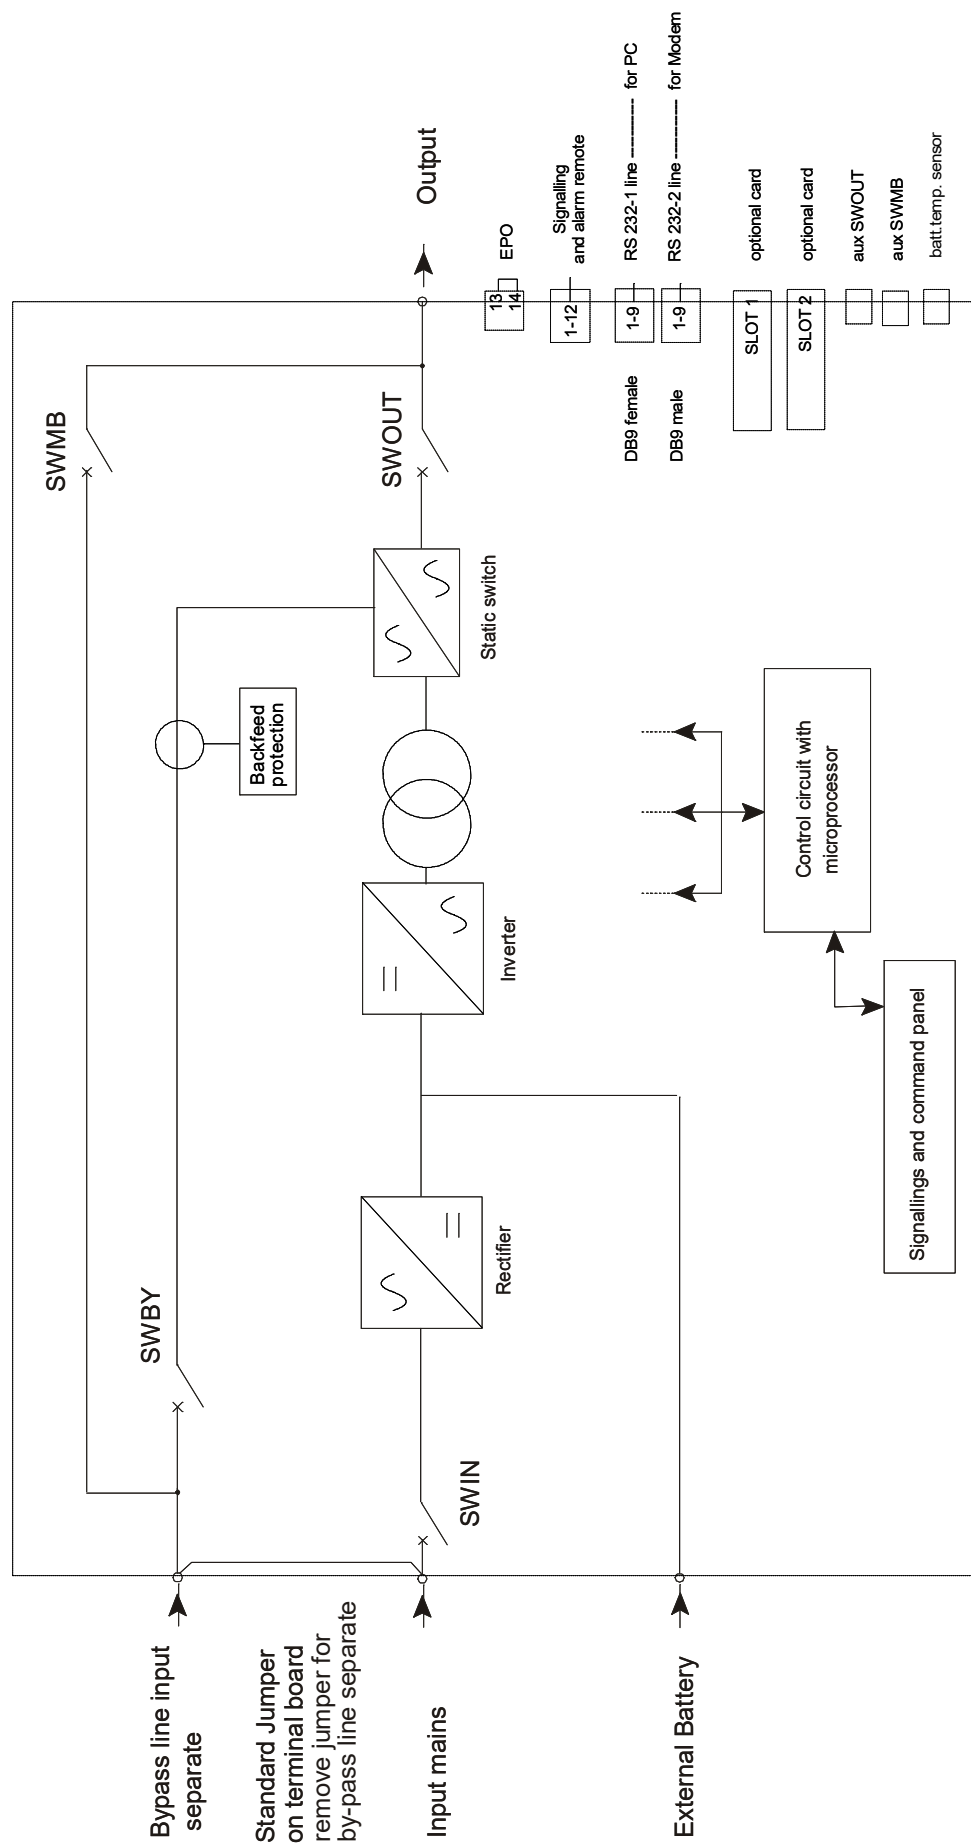 Bypass line input
separate
Standard Jumper
on terminal board
remove jumper for
by-pass line separate
Input mains
External Battery
SWMB
SWBY
SWIN
SWOUT
Backfeed
protection
Rectifier
Inverter
Static switch
Output
Signallings and command panel
Control circuit with
microprocessor
13
14
EPO
1-12
Signalling
and alarm remote
DB9 female
1-9
RS 232-1 line --------- for PC
DB9 male
1-9
RS 232-2 line --------- for Modem
SLOT 1
optional card
SLOT 2
optional card
aux SWOUT
aux SWMB
batt.temp. sensor